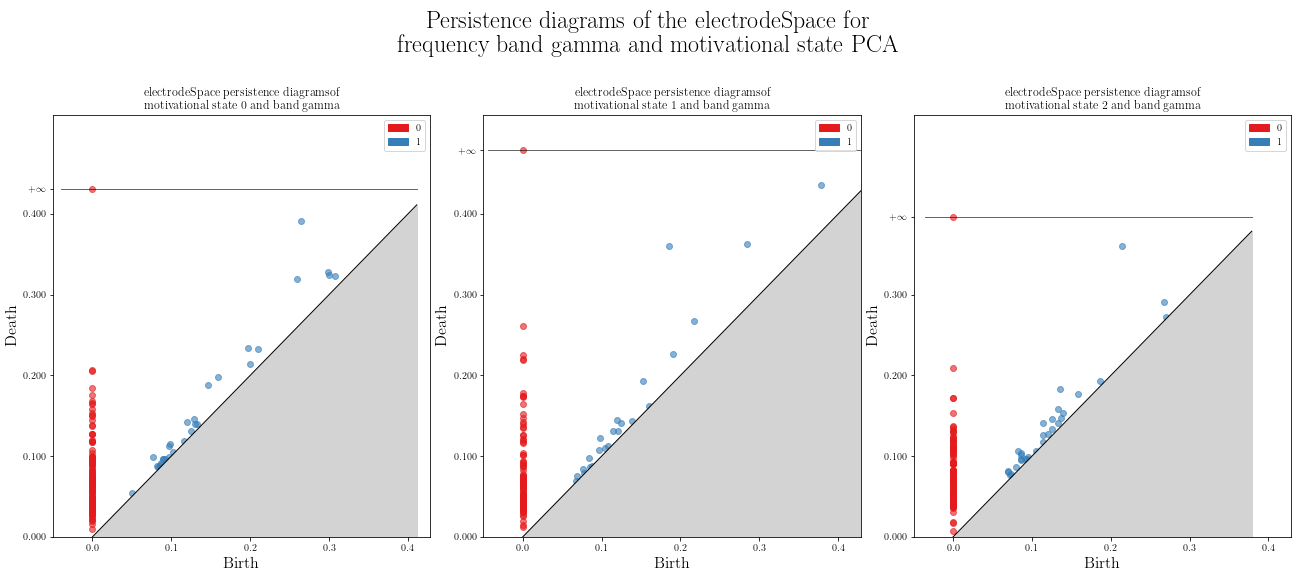 Persistence diagrams of the electrodeSpace for
frequency band gamma and motivational state PCA
electrodeSpace persistence diagramsof
motivational state 0 and band gamma
0
1
+∞
0.400
0.300
0.200
0.100
0.000
Death
0.0 0.1 0.2 0.3 0.4
Birth
electrodeSpace persistence diagramsof
motivational state 1 and band gamma
0
1
+∞
0.400
0.300
0.200
0.100
0.000
Death
0.0 0.1 0.2 0.3 0.4
Birth
electrodeSpace persistence diagramsof
motivational state 2 and band gamma
0
1
+∞
0.400
0.300
0.200
0.100
0.000
Death
0.0 0.1 0.2 0.3 0.4
Birth